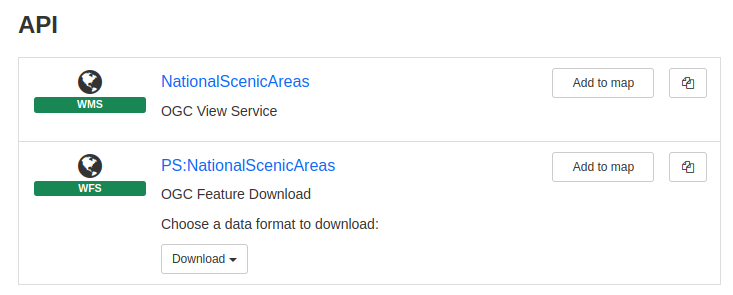 API
NationalScenicAreas
Add to map
WMS
OGC View Service
PS:NationalScenicAreas
Add to map
WFS
OGC Feature Download
Choose a data format to download:
Download